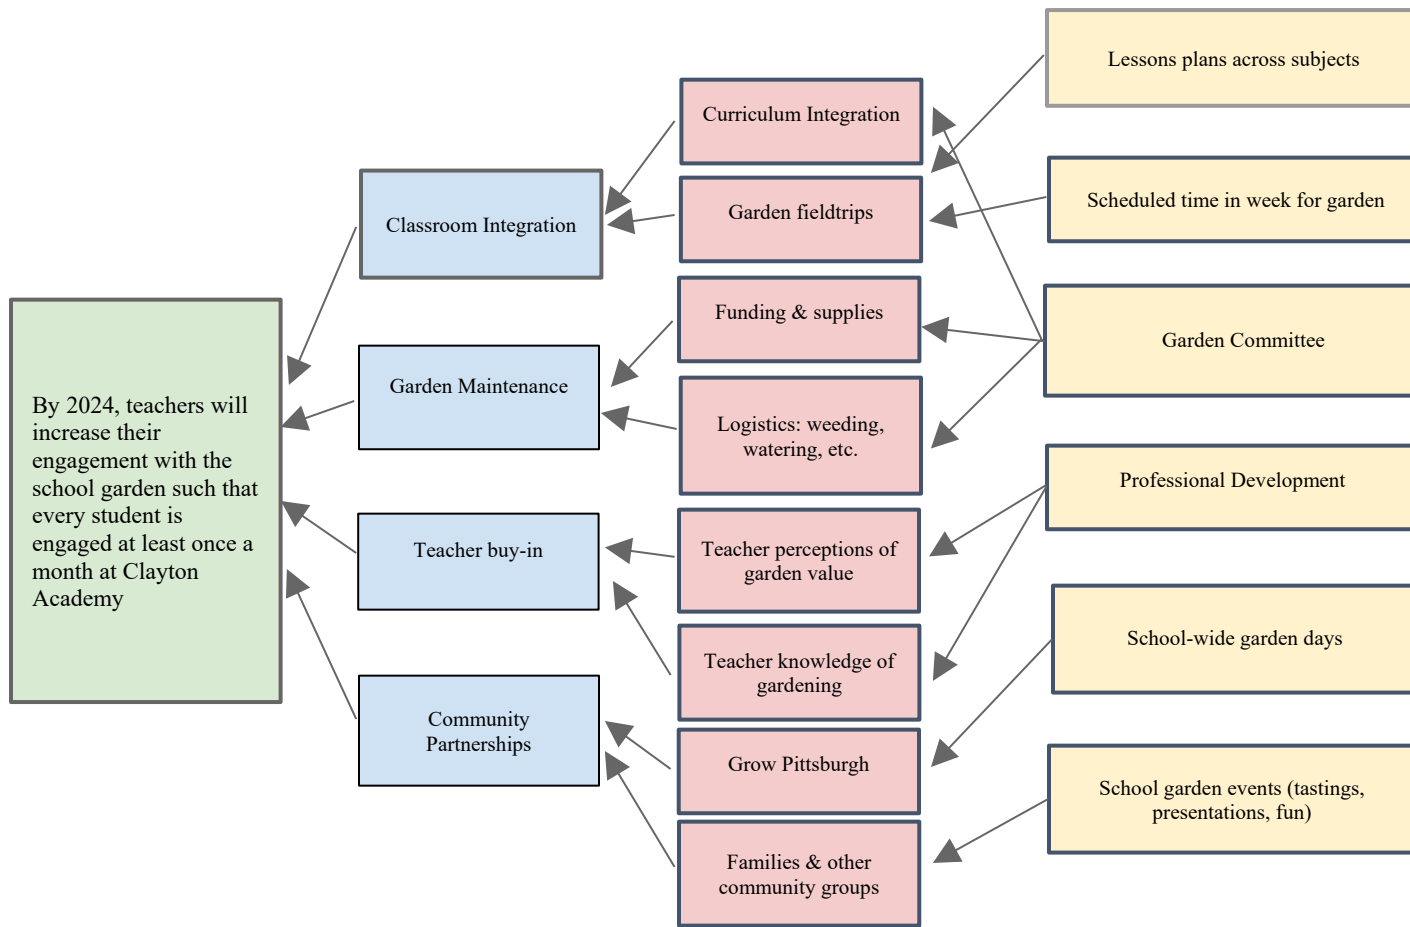 By 2024, teachers will
increase their
engagement with the
school garden such that
every student is
engaged at least once a
month at Clayton
Academy
Classroom Integration
Garden Maintenance
Teacher buy-in
Community
Partnerships
Curriculum Integration
Garden fieldtrips
Funding & supplies
Logistics: weeding,
watering, etc.
Teacher perceptions of
garden value
Teacher knowledge of
gardening
Grow Pittsburgh
Families & other
community groups
Lessons plans across subjects
Scheduled time in week for garden
Garden Committee
Professional Development
School-wide garden days
School garden events (tastings,
presentations, fun)